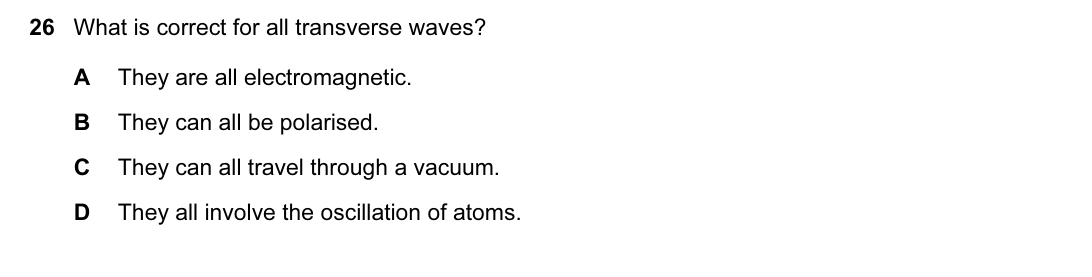 26 What is correct for all transverse waves?
A They are all electromagnetic.
B They can all be polarised.
C They can all travel through a vacuum.
D They all involve the oscillation of atoms.